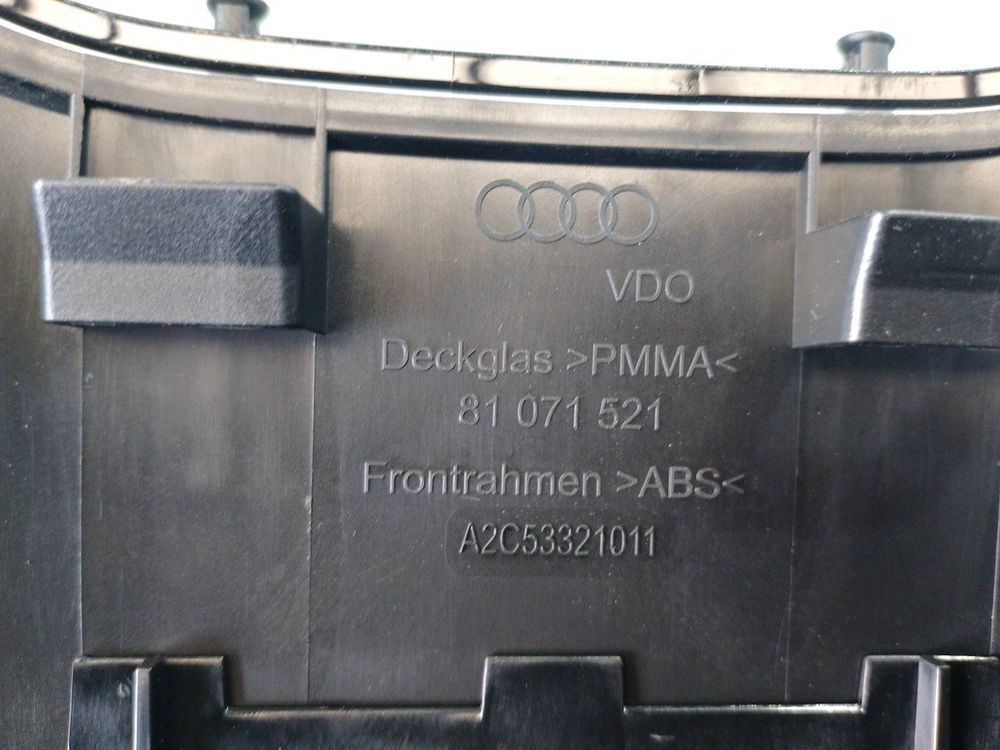 VDO
Deckglas >PMMA<
81 071 521
Frontrahmen >ABS<
A2C53321011